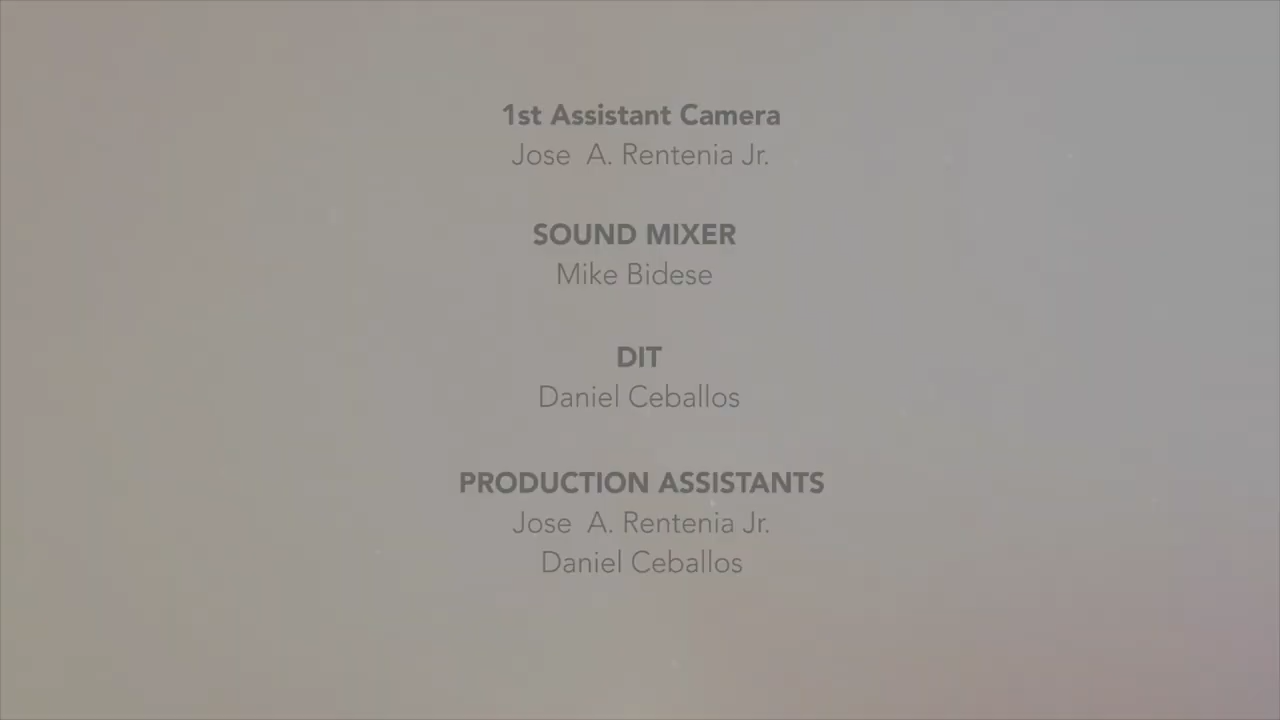 1st Assistant Camera
Jose A. Rentenia Jr.
SOUND MIXER
Mike Bidese
DIT
Daniel Ceballos
PRODUCTION ASSISTANTS
Jose A. Rentenia Jr.
Daniel Ceballos